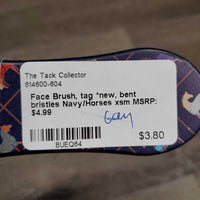 The Tack Collector
614600-604
Face Brush, tag *new, bent
bristles Navy/Horses xsm MSRP:
$4.99
$3.80
BUEQ64